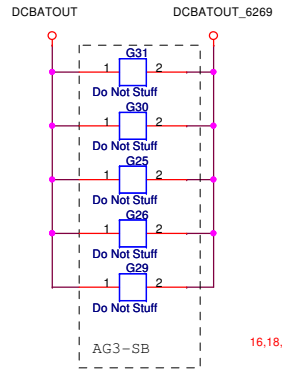 DCBATOUT DCBATOUT_6269
G31
1 2
Do Not Stuff
G30
1 2
Do Not Stuff
G25
1 2
Do Not Stuff
G26
1 2
Do Not Stuff
G29
1 2
Do Not Stuff
16,18,
AG3-SB